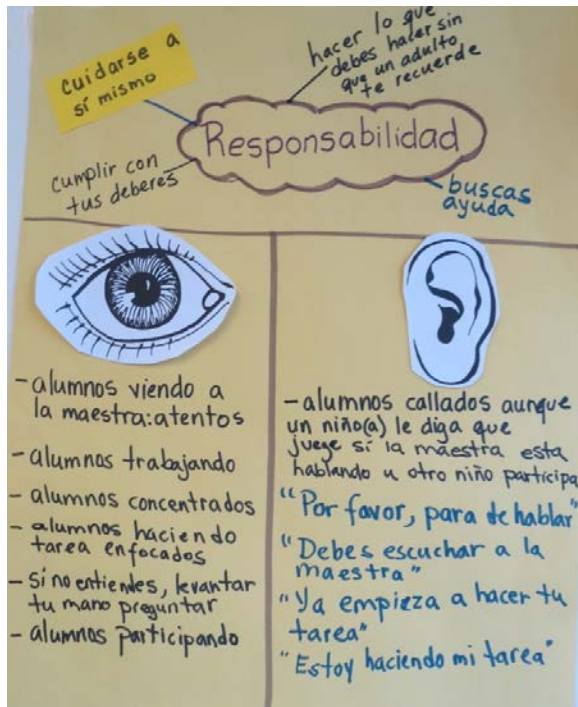 cuidarse a
sí mismo
hacer lo que
debes hacer sin
que un adulto
te recuerde
Responsabilidad
cumplir con
tus deberes
buscas
ayuda
-alumnos viendo a
la maestra:atentos
-alumnos trabajando
-alumnos concentrados
-alumnos haciendo
tarea enfocados
-si no entiendes, levantar
tu mano preguntar
-alumnos participando
-alumnos callados aunque
un niño(a) le diga que
juege si la maestra esta
hablando u otro niño participa
"Por favor, para de hablar"
"Debes escuchar a la
maestra"
"Ya empieza a hacer tu
tarea"
"Estoy haciendo mi tarea"